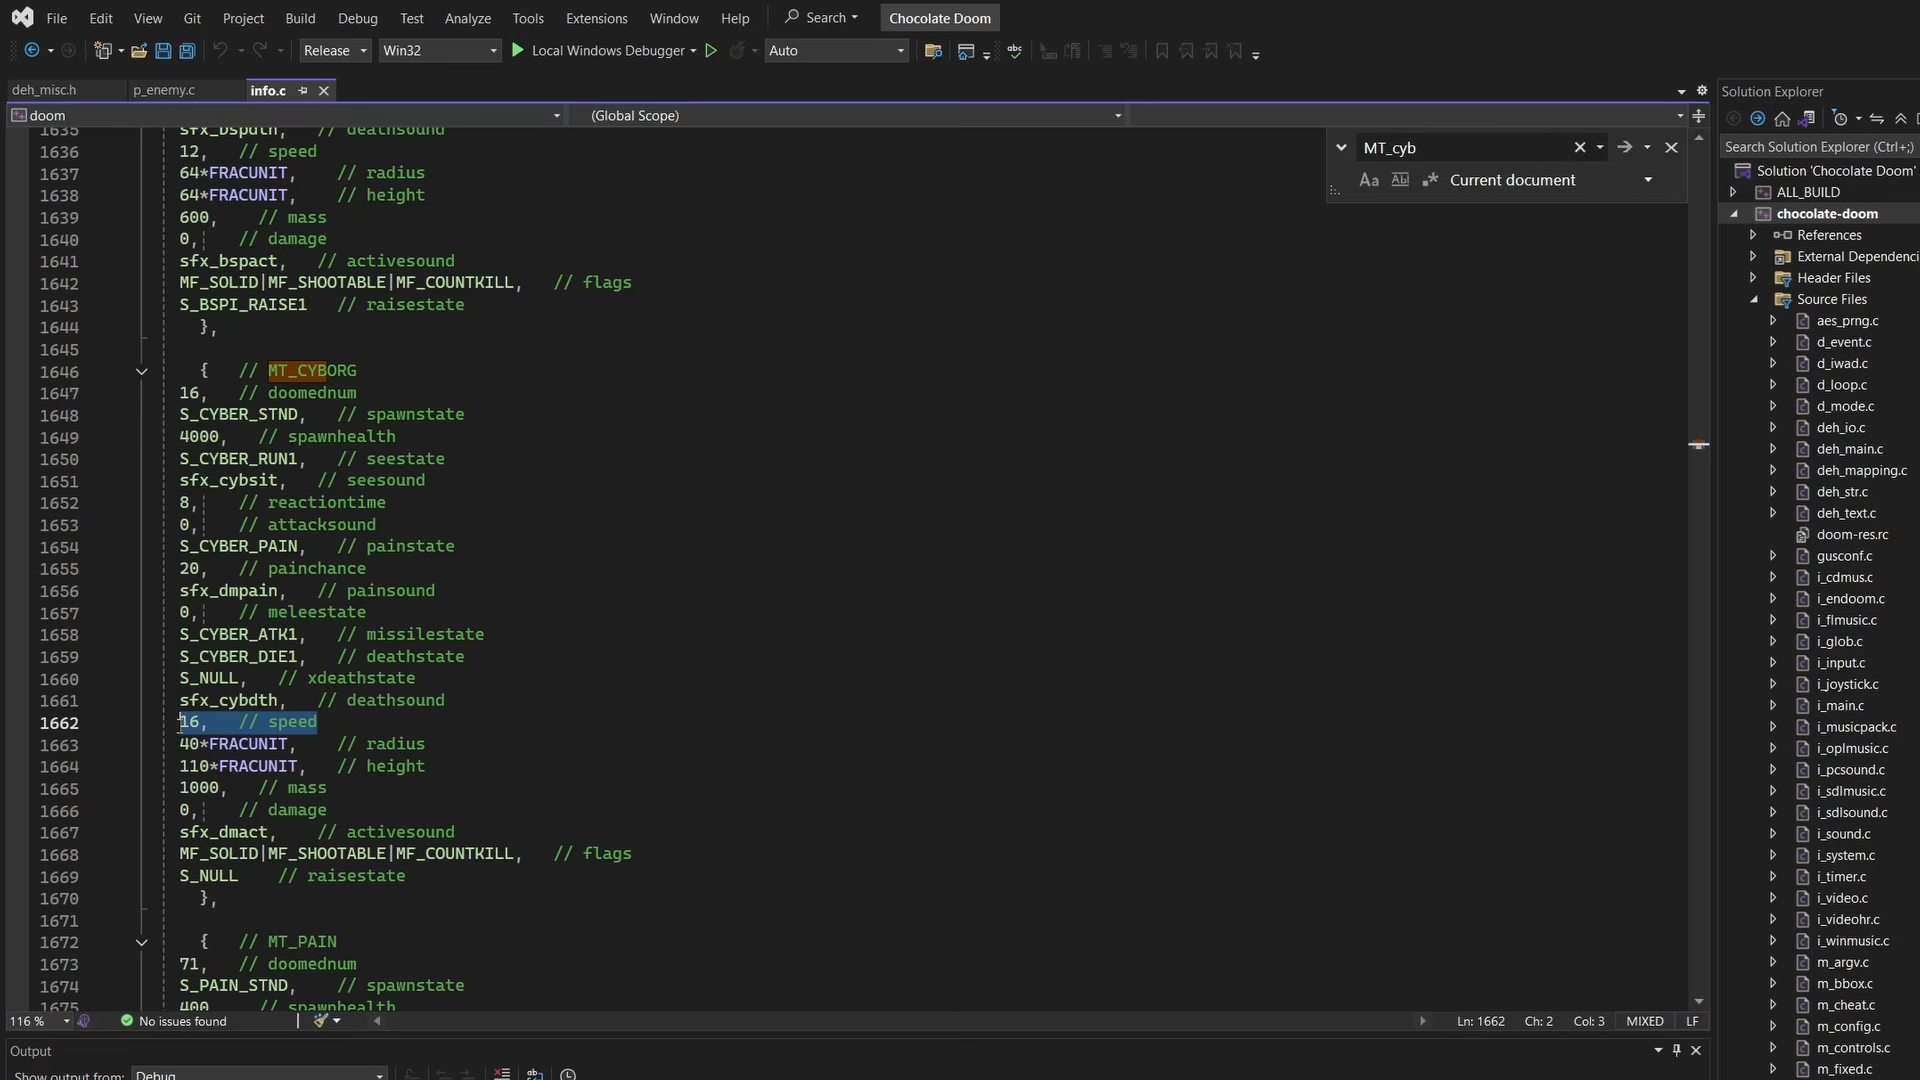 File Edit View Git Project Build Debug Test Analyze Tools Extensions Window Help Search Chocolate Doom
Release Win32 Local Windows Debugger Auto
deh_misc.h p_enemy.c info.c
doom (Global Scope)
1635 sfx_bspdth, // deathsound
1636 12, // speed
1637 64*FRACUNIT, // radius
1638 64*FRACUNIT, // height
1639 600, // mass
1640 0, // damage
1641 sfx_bspact, // activesound
1642 MF_SOLID|MF_SHOOTABLE|MF_COUNTKILL, // flags
1643 S_BSPI_RAISE1 // raisestate
1644 },
1645
1646 { // MT_CYBORG
1647 16, // doomednum
1648 S_CYBER_STND, // spawnstate
1649 4000, // spawnhealth
1650 S_CYBER_RUN1, // seestate
1651 sfx_cybsit, // seesound
1652 8, // reactiontime
1653 0, // attacksound
1654 S_CYBER_PAIN, // painstate
1655 20, // painchance
1656 sfx_dmpain, // painsound
1657 0, // meleestate
1658 S_CYBER_ATK1, // missilestate
1659 S_CYBER_DIE1, // deathstate
1660 S_NULL, // xdeathstate
1661 sfx_cybdth, // deathsound
1662 16, // speed
1663 40*FRACUNIT, // radius
1664 110*FRACUNIT, // height
1665 1000, // mass
1666 0, // damage
1667 sfx_dmact, // activesound
1668 MF_SOLID|MF_SHOOTABLE|MF_COUNTKILL, // flags
1669 S_NULL // raisestate
1670 },
1671
1672 { // MT_PAIN
1673 71, // doomednum
1674 S_PAIN_STND, // spawnstate
1675 400 // spawnhealth
MT_cyb
Aa Ab Current document
116 % No issues found Ln: 1662 Ch: 2 Col: 3 MIXED LF
Output
Show output from: Debug
Solution Explorer
Search Solution Explorer (Ctrl+;)
Solution 'Chocolate Doom'
ALL_BUILD
chocolate-doom
References
External Dependenci
Header Files
Source Files
aes_prng.c
d_event.c
d_iwad.c
d_loop.c
d_mode.c
deh_io.c
deh_main.c
deh_mapping.c
deh_str.c
deh_text.c
doom-res.rc
gusconf.c
i_cdmus.c
i_endoom.c
i_flmusic.c
i_glob.c
i_input.c
i_joystick.c
i_main.c
i_musicpack.c
i_oplmusic.c
i_pcsound.c
i_sdlmusic.c
i_sdlsound.c
i_sound.c
i_system.c
i_timer.c
i_video.c
i_videohr.c
i_winmusic.c
m_argv.c
m_bbox.c
m_cheat.c
m_config.c
m_controls.c
m_fixed.c